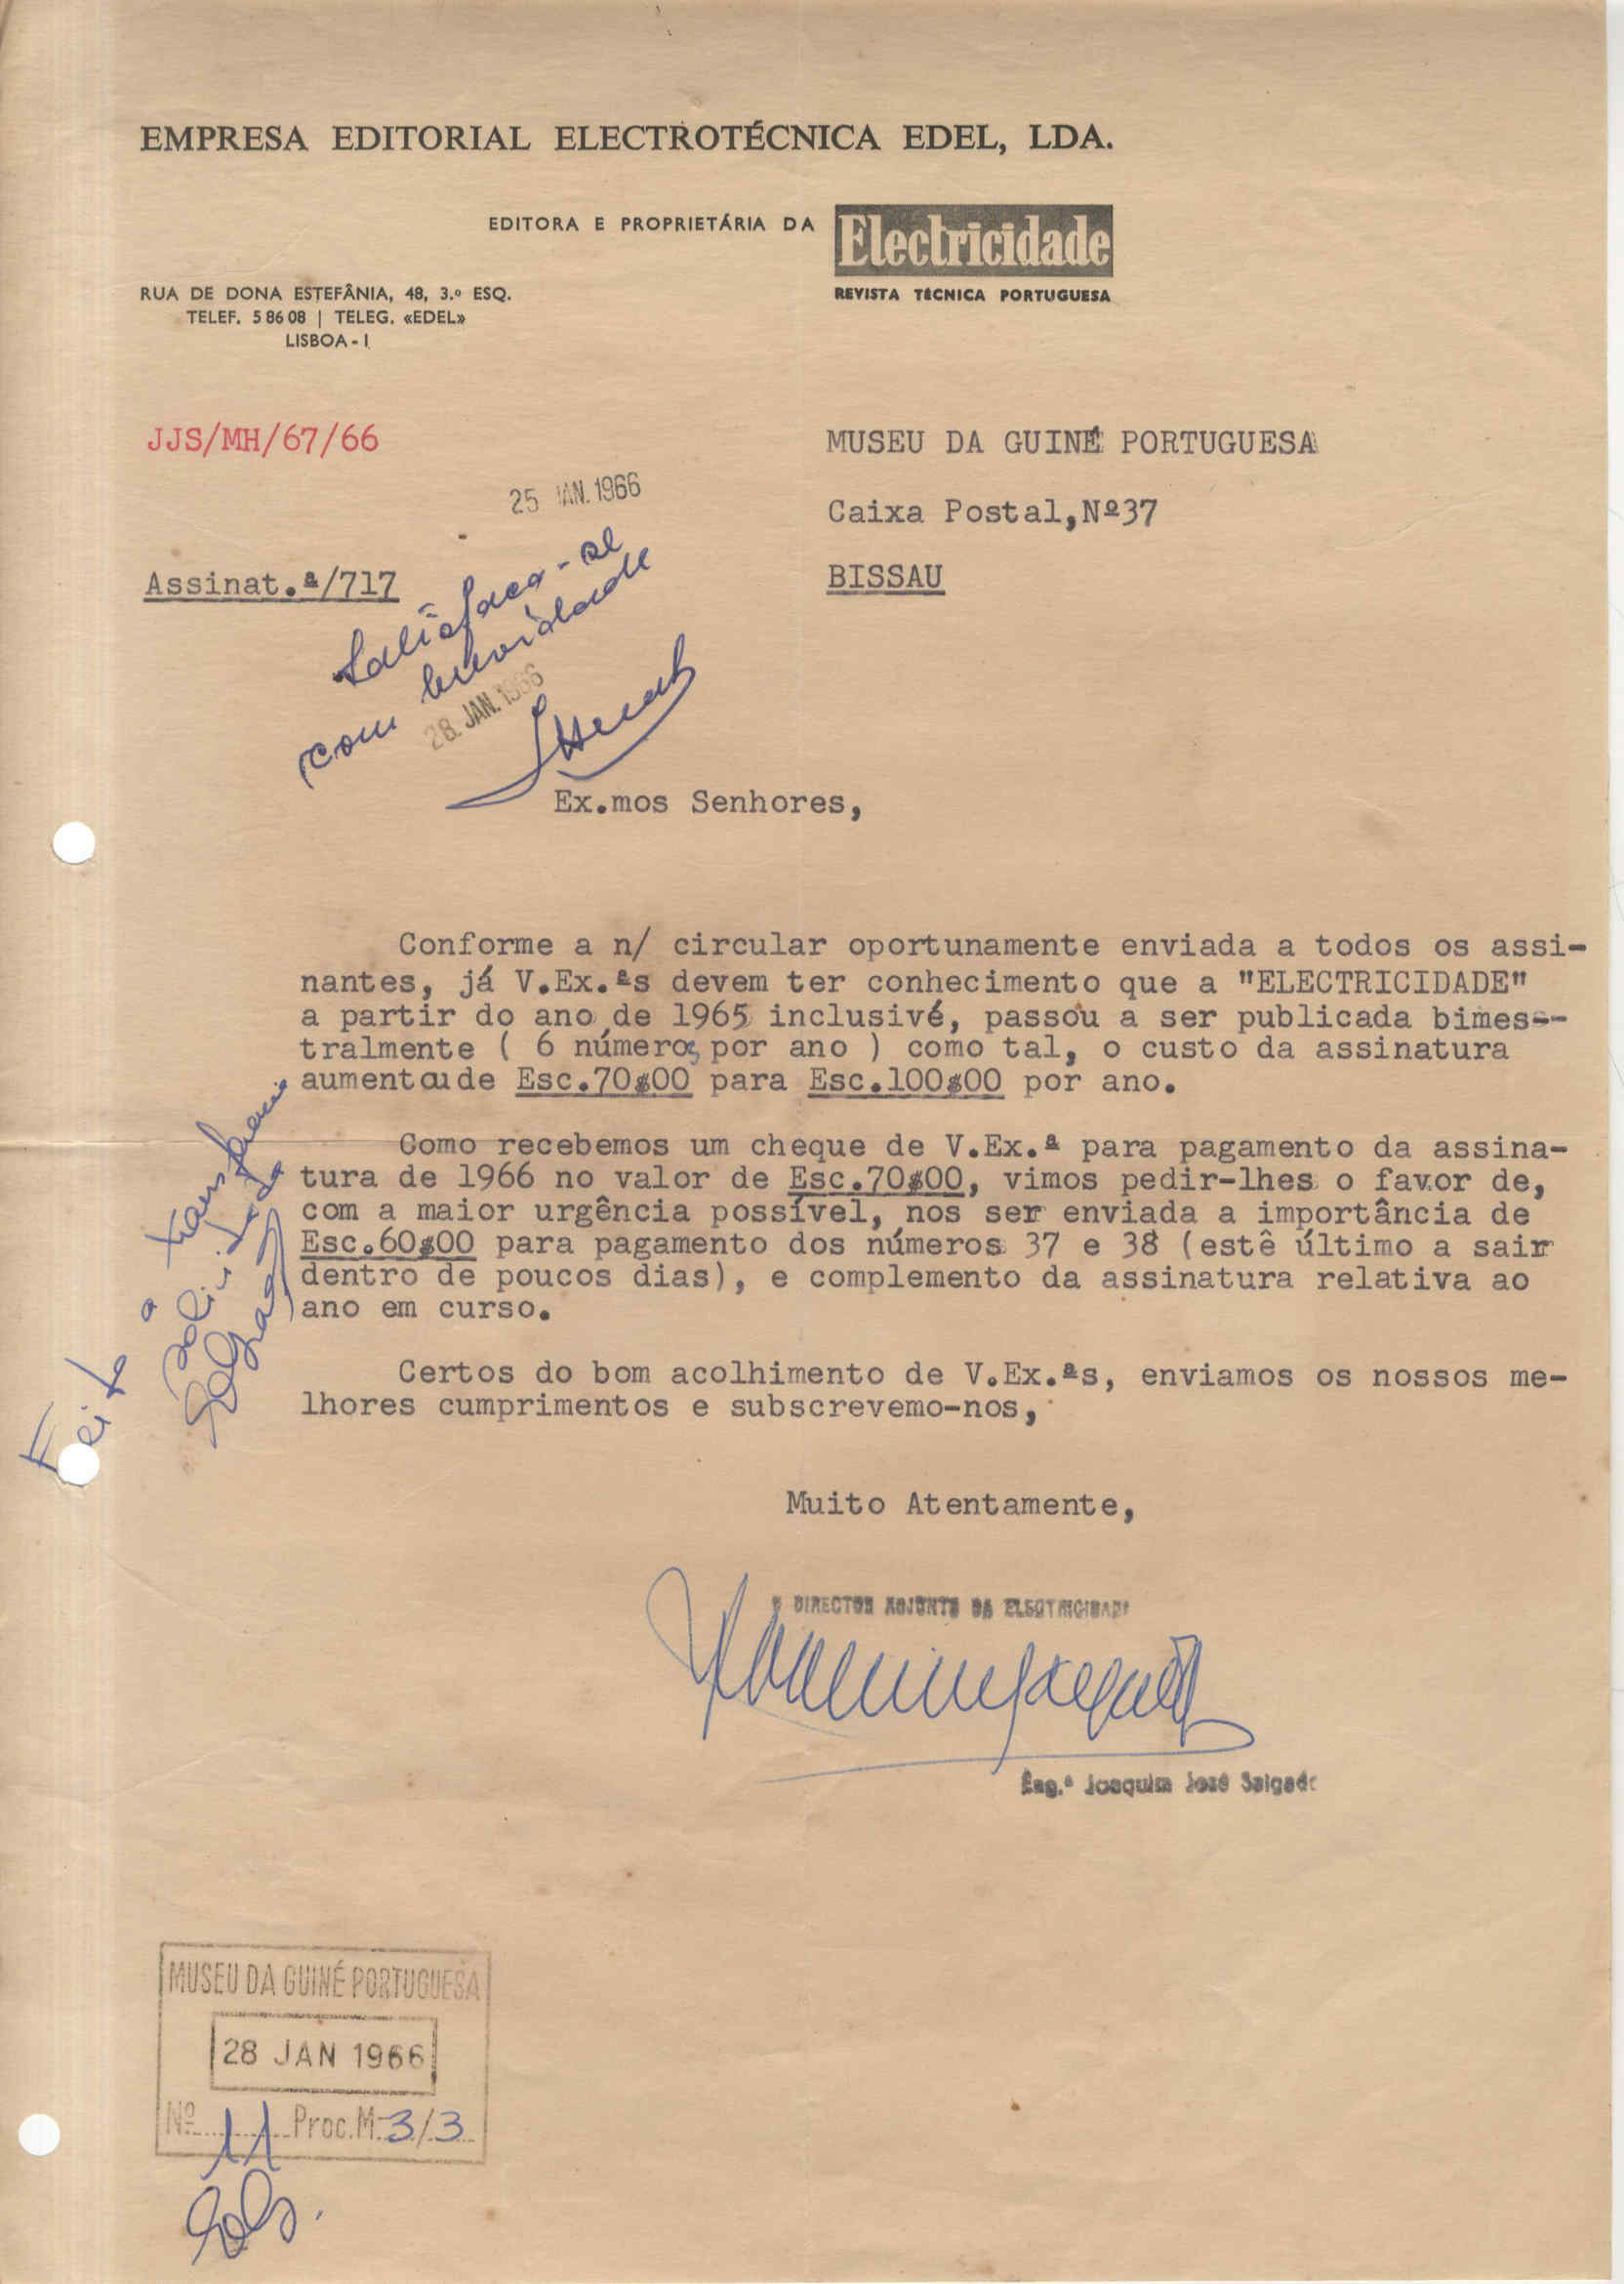 EMPRESA EDITORIAL ELECTROTÉCNICA EDEL, LDA.
EDITORA E PROPRIETÁRIA DA Electricidade
REVISTA TÉCNICA PORTUGUESA
RUA DE DONA ESTEFÂNIA, 48, 3.º ESQ.
TELEF. 5 86 08 | TELEG. «EDEL»
LISBOA - 1
JJS/MH/67/66
MUSEU DA GUINÉ PORTUGUESA
25 JAN. 1966
Caixa Postal,Nº37
Assinat.ª/717
BISSAU
Satisfaça-se
com brevidade
28. JAN. 1966
Ex.mos Senhores,
Conforme a n/ circular oportunamente enviada a todos os assi-
nantes, já V.Ex.ªs devem ter conhecimento que a "ELECTRICIDADE"
a partir do ano de 1965 inclusivé, passou a ser publicada bimes--
tralmente ( 6 números por ano ) como tal, o custo da assinatura
aumentou de Esc.70$00 para Esc.100$00 por ano.
Como recebemos um cheque de V.Ex.ª para pagamento da assina-
tura de 1966 no valor de Esc.70$00, vimos pedir-lhes o favor de,
com a maior urgência possível, nos ser enviada a importância de
Esc.60$00 para pagamento dos números 37 e 38 (estê último a sair
dentro de poucos dias), e complemento da assinatura relativa ao
ano em curso.
Feita a
Certos do bom acolhimento de V.Ex.ªs, enviamos os nossos me-
lhores cumprimentos e subscrevemo-nos,
Muito Atentamente,
O DIRECTOR ADJUNTO DA ELECTRICIDADE
Eng.º Joaquim José Salgado
MUSEU DA GUINÉ PORTUGUESA
28 JAN 1966
Nº 11 Proc. M-3/3